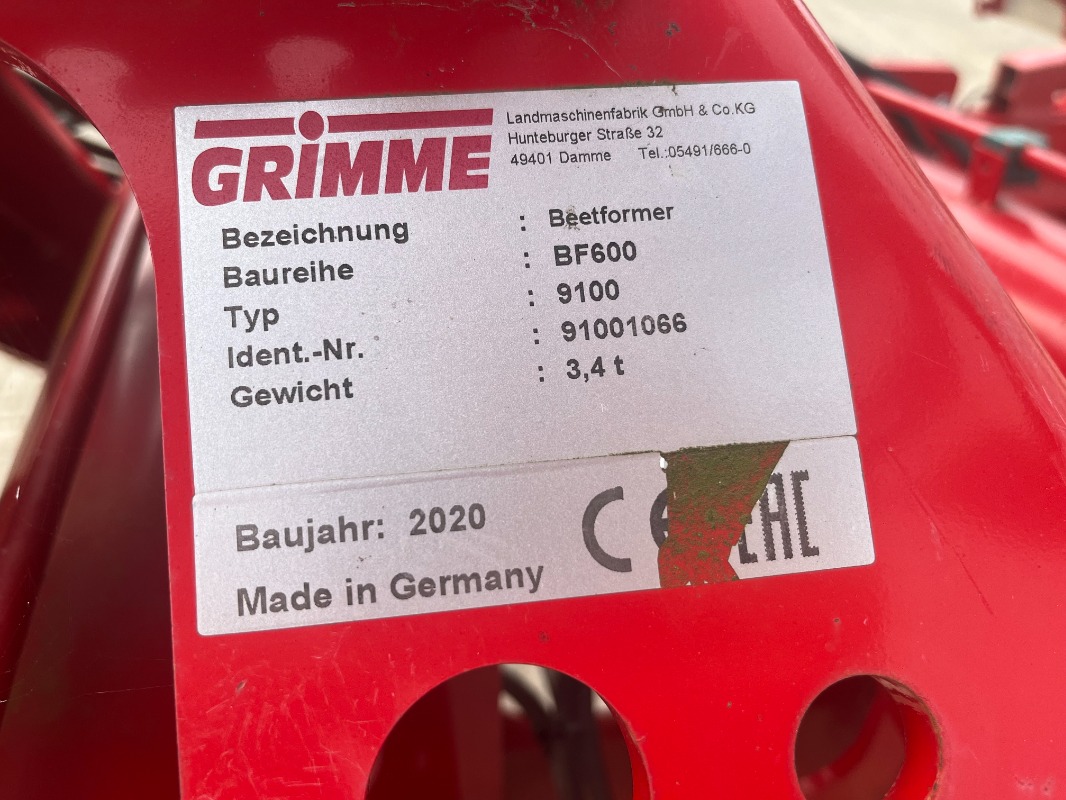 GRIMME
Landmaschinenfabrik GmbH & Co.KG
Hunteburger Straße 32
49401 Damme Tel.:05491/666-0
Bezeichnung : Beetformer
Baureihe : BF600
Typ : 9100
Ident.-Nr. : 91001066
Gewicht : 3,4 t
Baujahr: 2020
CE EAC
Made in Germany